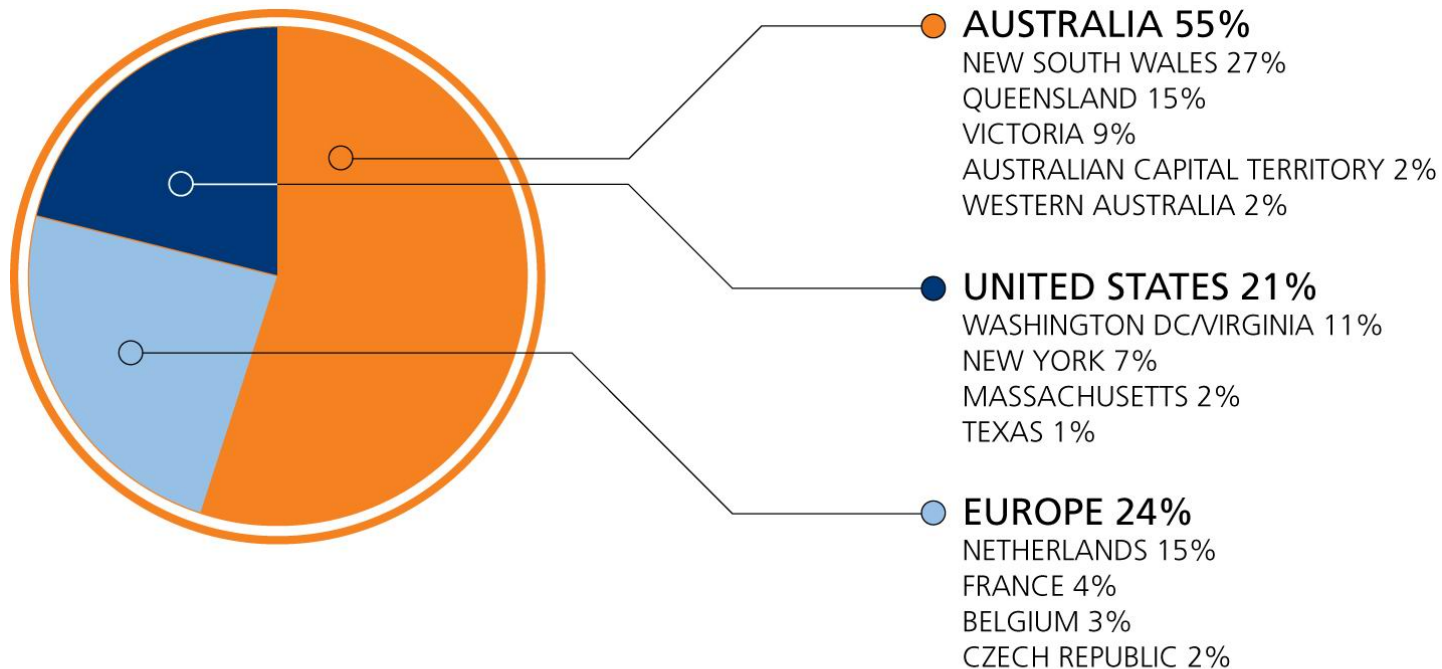 AUSTRALIA 55%
NEW SOUTH WALES 27%
QUEENSLAND 15%
VICTORIA 9%
AUSTRALIAN CAPITAL TERRITORY 2%
WESTERN AUSTRALIA 2%
UNITED STATES 21%
WASHINGTON DC/VIRGINIA 11%
NEW YORK 7%
MASSACHUSETTS 2%
TEXAS 1%
EUROPE 24%
NETHERLANDS 15%
FRANCE 4%
BELGIUM 3%
CZECH REPUBLIC 2%